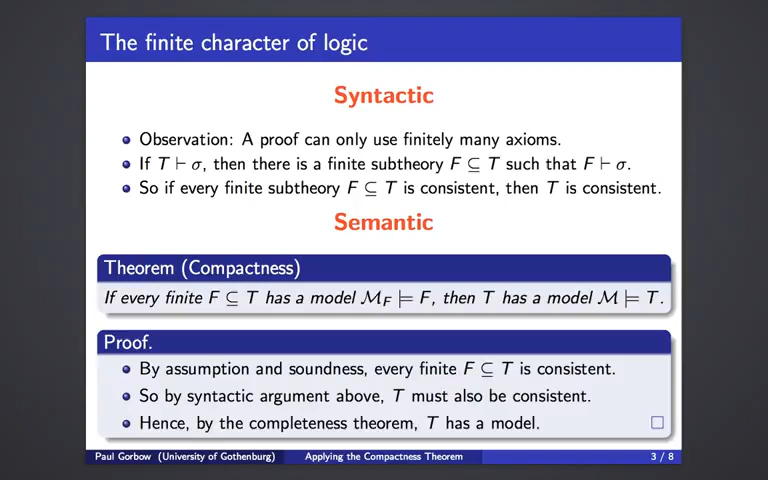 The finite character of logic
Syntactic
Observation: A proof can only use finitely many axioms.
If T ⊢ σ, then there is a finite subtheory F ⊆ T such that F ⊢ σ.
So if every finite subtheory F ⊆ T is consistent, then T is consistent.
Semantic
Theorem (Compactness)
If every finite F ⊆ T has a model ℳ_F ⊨ F, then T has a model ℳ ⊨ T.
Proof.
By assumption and soundness, every finite F ⊆ T is consistent.
So by syntactic argument above, T must also be consistent.
Hence, by the completeness theorem, T has a model. □
Paul Gorbow (University of Gothenburg) Applying the Compactness Theorem 3 / 8